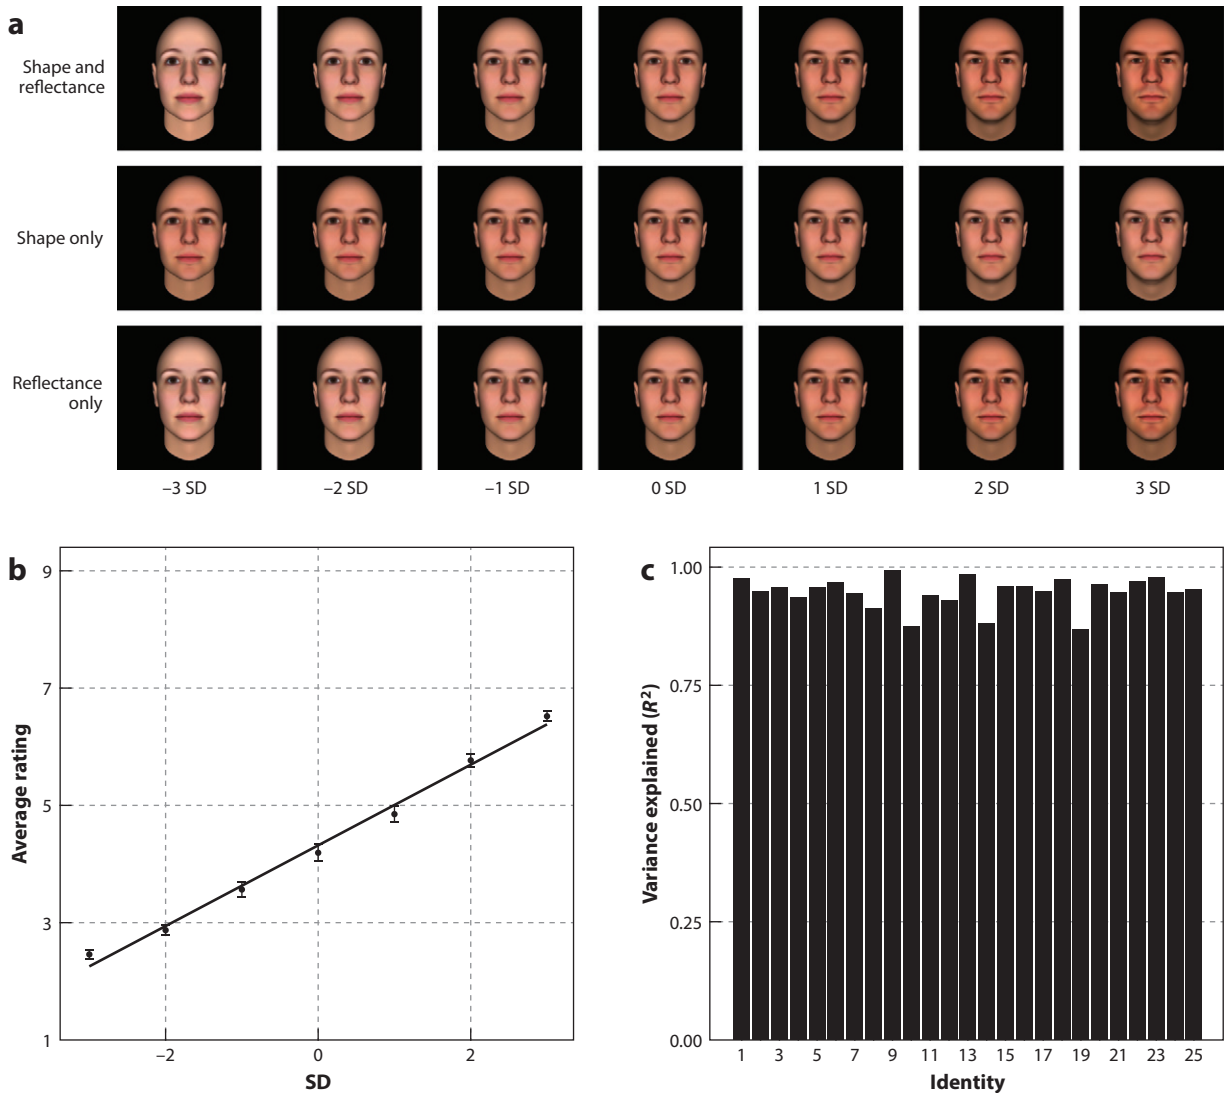 a
Shape and
reflectance
Shape only
Reflectance
only
−3 SD −2 SD −1 SD 0 SD 1 SD 2 SD 3 SD
b
9
7
5
3
1
Average rating
−2 0 2
SD
c
1.00
0.75
0.50
0.25
0.00
Variance explained (R²)
1 3 5 7 9 11 13 15 17 19 21 23 25
Identity